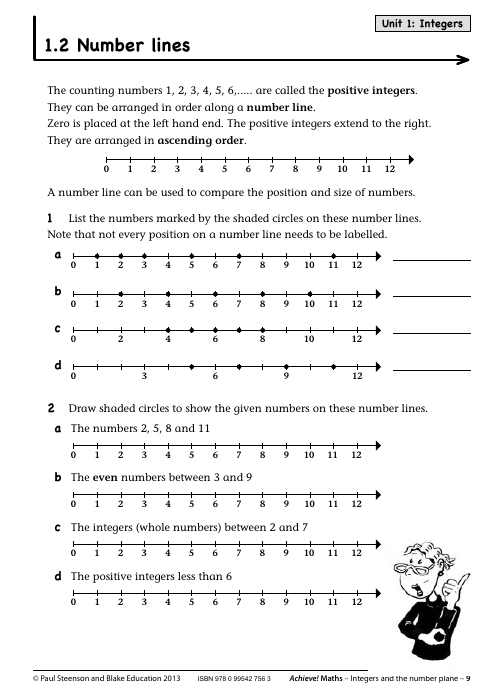 Unit 1: Integers
1.2 Number lines
The counting numbers 1, 2, 3, 4, 5, 6,..... are called the positive integers.
They can be arranged in order along a number line.
Zero is placed at the left hand end. The positive integers extend to the right.
They are arranged in ascending order.
0 1 2 3 4 5 6 7 8 9 10 11 12
A number line can be used to compare the position and size of numbers.
1 List the numbers marked by the shaded circles on these number lines.
Note that not every position on a number line needs to be labelled.
a
0 1 2 3 4 5 6 7 8 9 10 11 12
b
0 1 2 3 4 5 6 7 8 9 10 11 12
c
0 2 4 6 8 10 12
d
0 3 6 9 12
2 Draw shaded circles to show the given numbers on these number lines.
a The numbers 2, 5, 8 and 11
0 1 2 3 4 5 6 7 8 9 10 11 12
b The even numbers between 3 and 9
0 1 2 3 4 5 6 7 8 9 10 11 12
c The integers (whole numbers) between 2 and 7
0 1 2 3 4 5 6 7 8 9 10 11 12
d The positive integers less than 6
0 1 2 3 4 5 6 7 8 9 10 11 12
© Paul Steenson and Blake Education 2013 ISBN 978 0 99542 756 3 Achieve! Maths – Integers and the number plane – 9